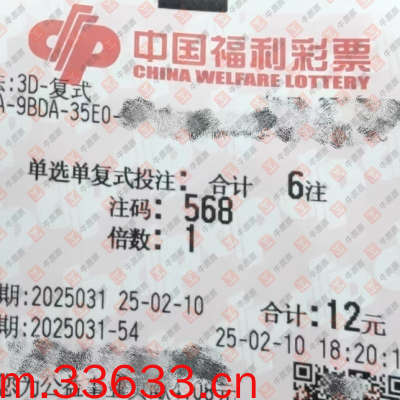 中国福利彩票
CHINA WELFARE LOTTERY
:3D-复式
A-9BDA-35E0-
单选单复式投注: 合计 6注
注码: 568
倍数: 1
期:2025031 25-02-10 合计:12元
期:2025031-54 25-02-10 18:20:1
m.33633.cn